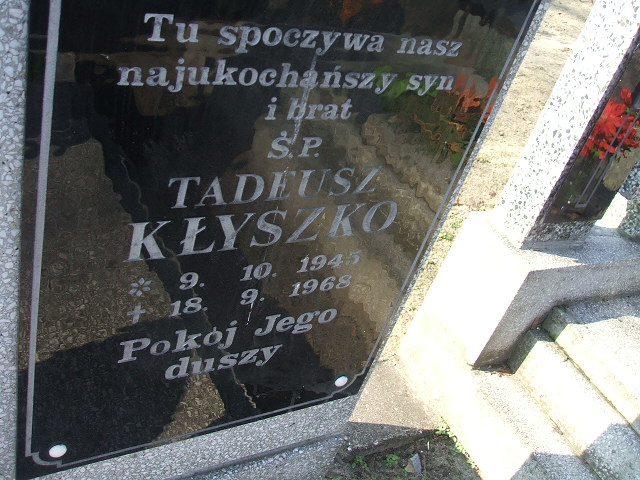 Tu spoczywa nasz
najukochańszy syn
i brat
Ś.P.
TADEUSZ
KŁYSZKO
✲ 9. 10. 1945
+ 18. 9. 1968
Pokój Jego
duszy